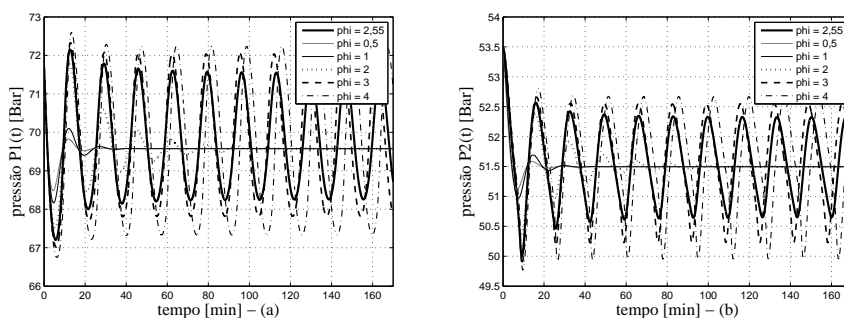 pressão P1(t) [Bar]
73
72
71
70
69
68
67
66
0 20 40 60 80 100 120 140 160
tempo [min] – (a)
phi = 2,55
phi = 0,5
phi = 1
phi = 2
phi = 3
phi = 4
pressão P2(t) [Bar]
54
53.5
53
52.5
52
51.5
51
50.5
50
49.5
0 20 40 60 80 100 120 140 160
tempo [min] – (b)
phi = 2,55
phi = 0,5
phi = 1
phi = 2
phi = 3
phi = 4